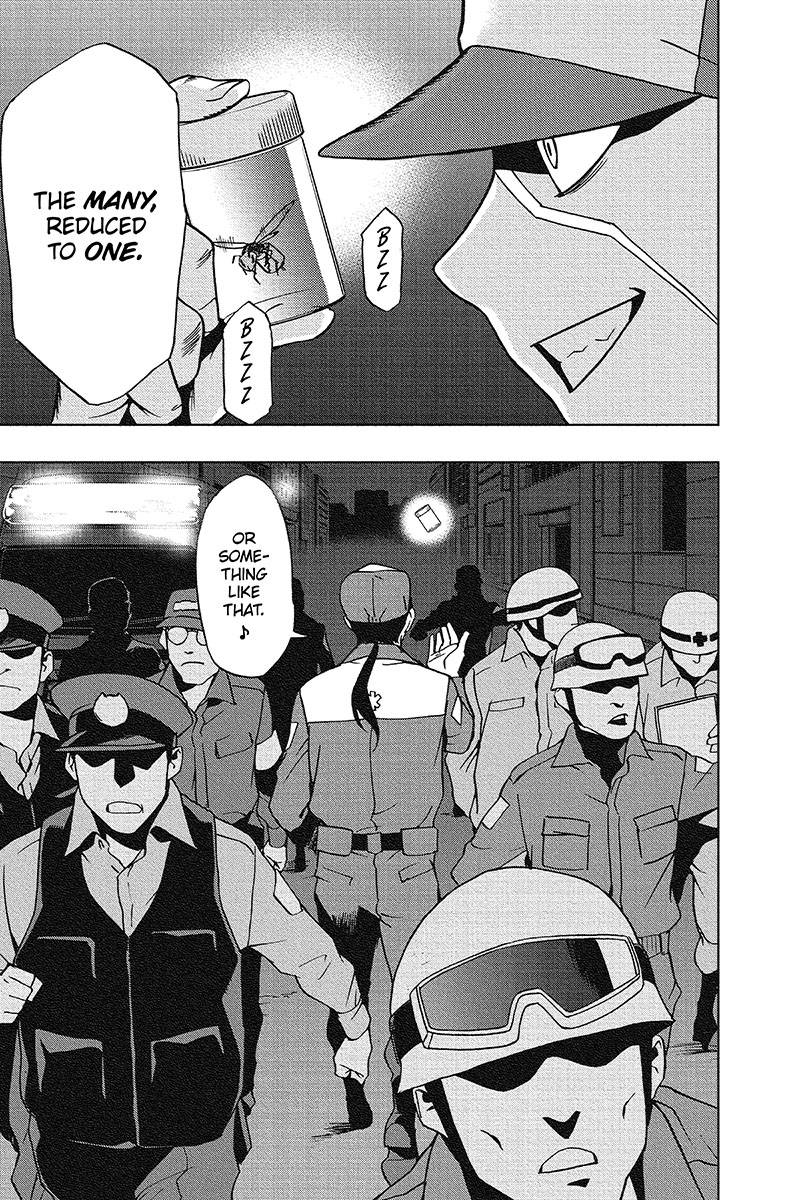 THE MANY,
REDUCED
TO ONE.
BZZ
BZZZ
OR
SOME-
THING
LIKE
THAT.
♪